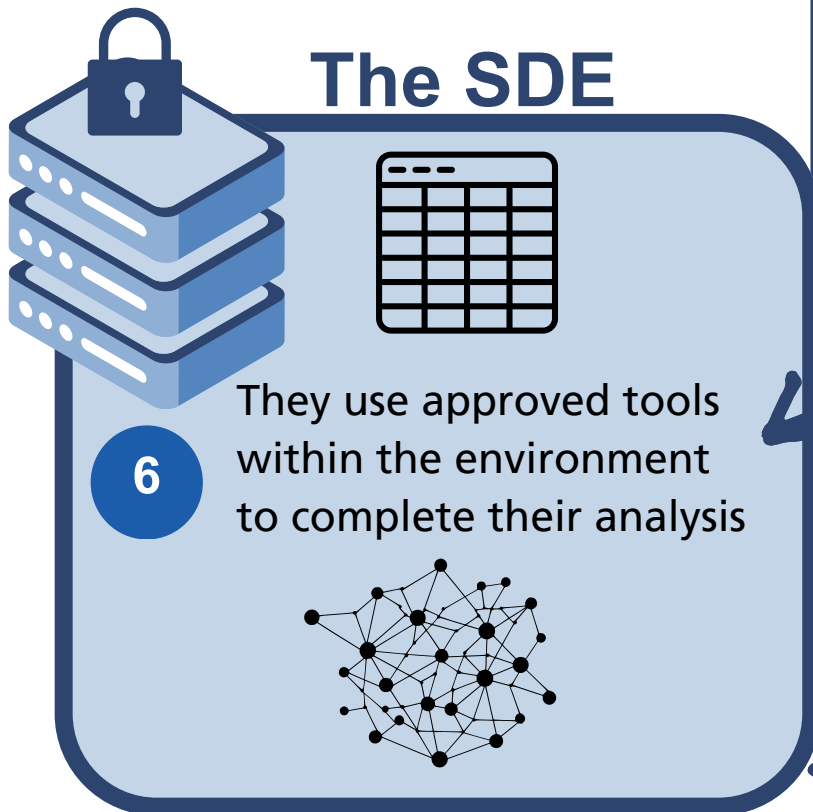 The SDE
They use approved tools
6
within the environment
to complete their analysis